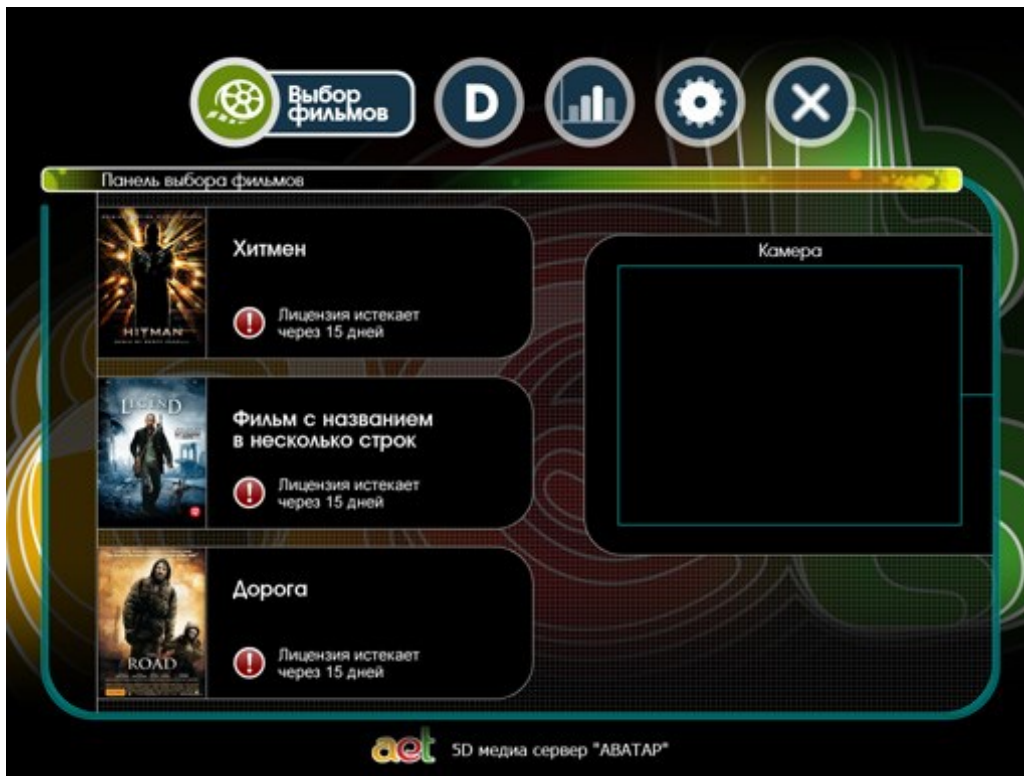 Выбор
фильмов
D
Панель выбора фильмов
Хитмен
Лицензия истекает
через 15 дней
HITMAN
Камера
LEGEND
Фильм с названием
в несколько строк
Лицензия истекает
через 15 дней
Дорога
Лицензия истекает
через 15 дней
ROAD
aet 5D медиа сервер "АВАТАР"